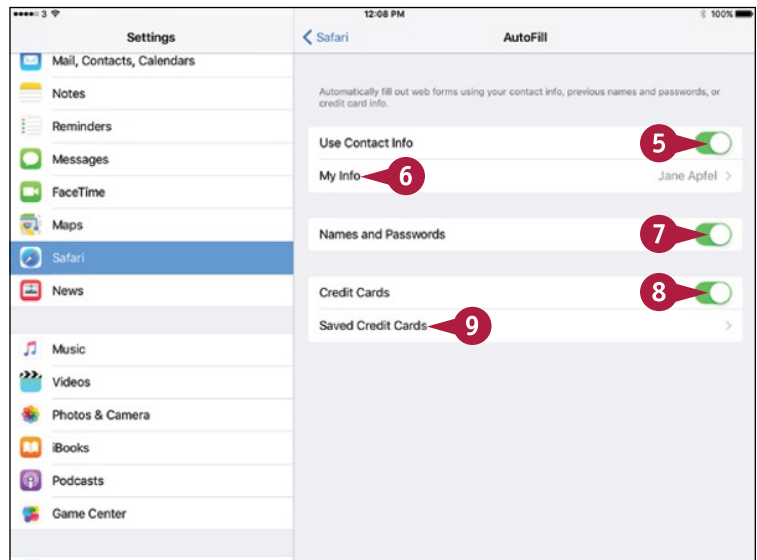 3 12:08 PM 100%
Settings
Mail, Contacts, Calendars
Notes
Reminders
Messages
FaceTime
Maps
Safari
News
Music
Videos
Photos & Camera
iBooks
Podcasts
Game Center
Safari
AutoFill
Automatically fill out web forms using your contact info, previous names and passwords, or
credit card info.
Use Contact Info 5
My Info 6 Jane Apfel
Names and Passwords 7
Credit Cards 8
Saved Credit Cards 9